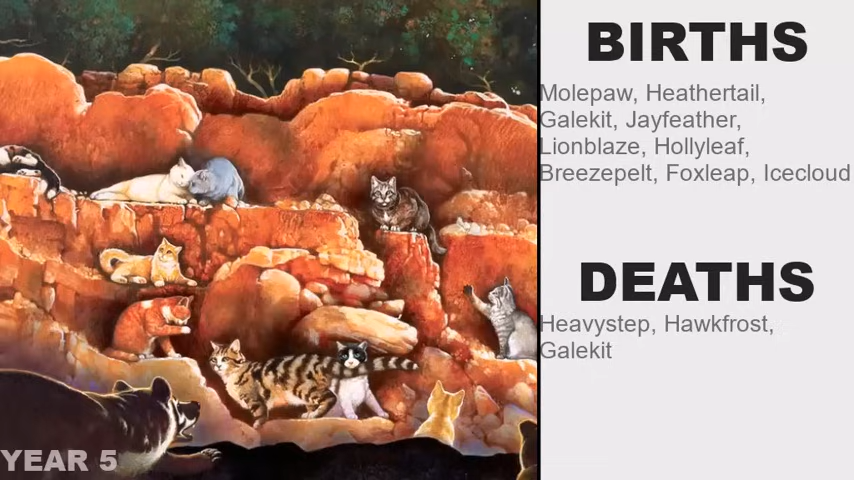 BIRTHS
Molepaw, Heathertail,
Galekit, Jayfeather,
Lionblaze, Hollyleaf,
Breezepelt, Foxleap, Icecloud
DEATHS
Heavystep, Hawkfrost,
Galekit
YEAR 5